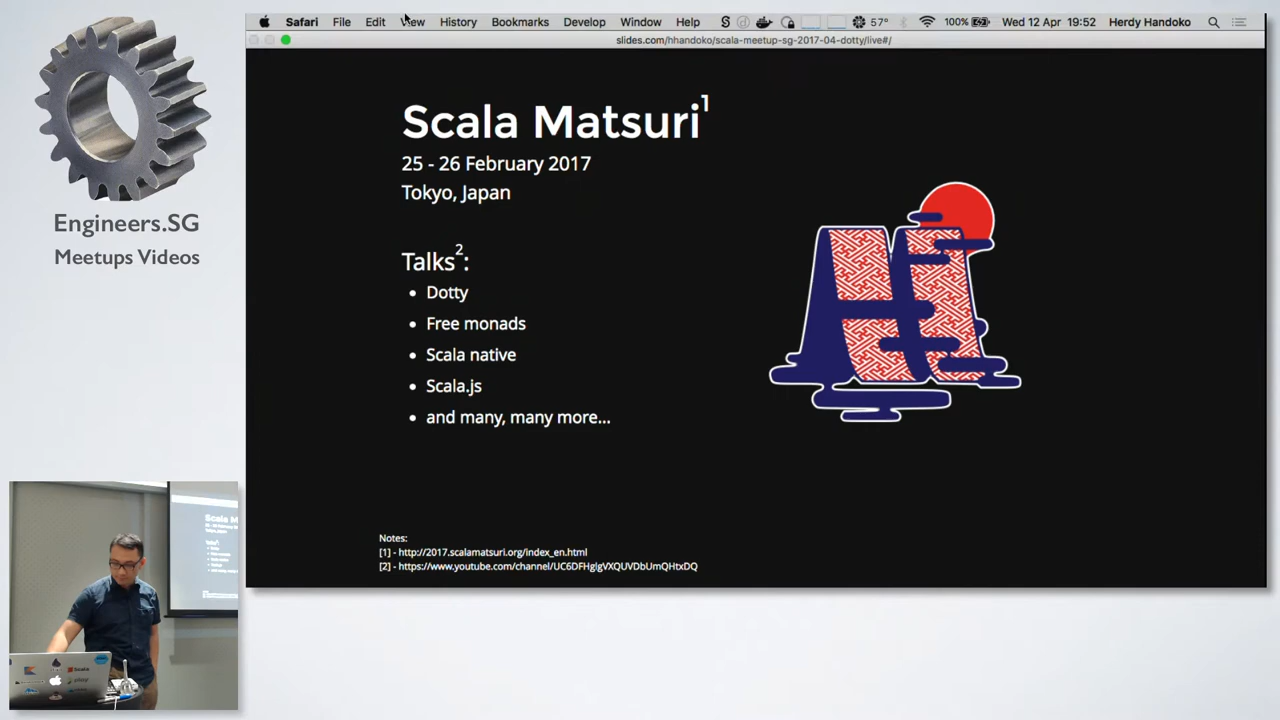 Engineers.SG
Meetups Videos
Safari File Edit View History Bookmarks Develop Window Help 57° 100% Wed 12 Apr 19:52 Herdy Handoko
slides.com/hhandoko/scala-meetup-sg-2017-04-dotty/live#/
Scala Matsuri1
25 - 26 February 2017
Tokyo, Japan
Talks2:
• Dotty
• Free monads
• Scala native
• Scala.js
• and many, many more...
Notes:
[1] - http://2017.scalamatsuri.org/index_en.html
[2] - https://www.youtube.com/channel/UC6DFHglgVXQUVDbUmQHtxDQ
Scala M